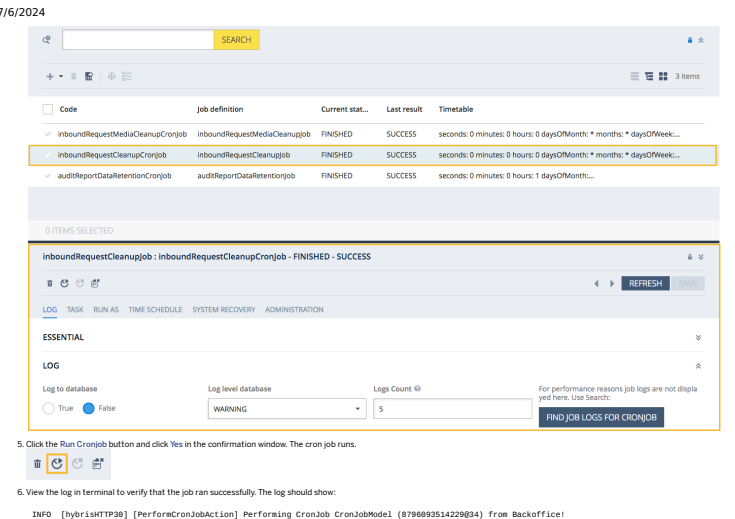 7/6/2024
SEARCH
3 items
Code Job definition Current stat... Last result Timetable
inboundRequestMediaCleanupCronJob inboundRequestMediaCleanupJob FINISHED SUCCESS seconds: 0 minutes: 0 hours: 0 daysOfMonth: * months: * daysOfWeek:...
inboundRequestCleanupCronJob inboundRequestCleanupJob FINISHED SUCCESS seconds: 0 minutes: 0 hours: 0 daysOfMonth: * months: * daysOfWeek:...
auditReportDataRetentionCronJob auditReportDataRetentionJob FINISHED SUCCESS seconds: 0 minutes: 0 hours: 1 daysOfMonth:...
0 ITEMS SELECTED
inboundRequestCleanupJob : inboundRequestCleanupCronJob - FINISHED - SUCCESS
REFRESH SAVE
LOG TASK RUN AS TIME SCHEDULE SYSTEM RECOVERY ADMINISTRATION
ESSENTIAL
LOG
Log to database Log level database Logs Count For performance reasons job logs are not displa
yed here. Use Search:
True False WARNING 5
FIND JOB LOGS FOR CRONJOB
5. Click the Run Cronjob button and click Yes in the confirmation window. The cron job runs.
6. View the log in terminal to verify that the job ran successfully. The log should show:
INFO [hybrisHTTP30] [PerformCronJobAction] Performing CronJob CronJobModel (8796093514229@34) from Backoffice!